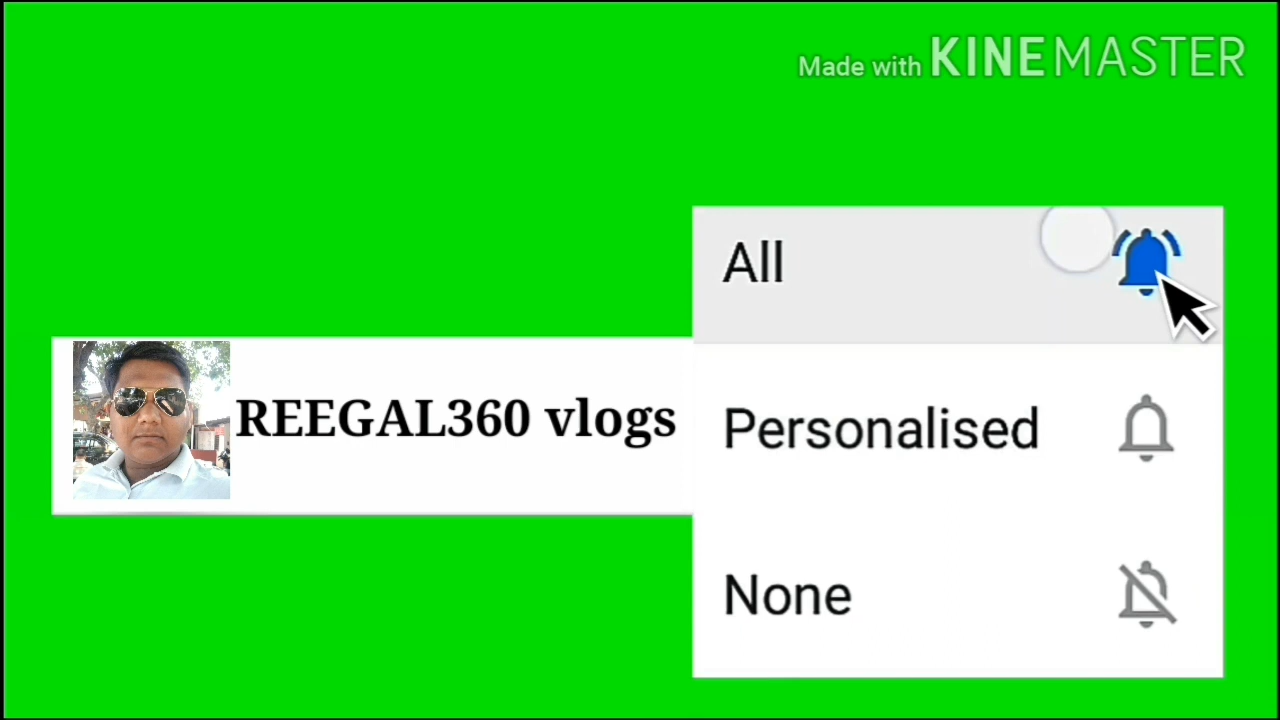 Made with KINEMASTER
All
REEGAL360 vlogs
Personalised
None